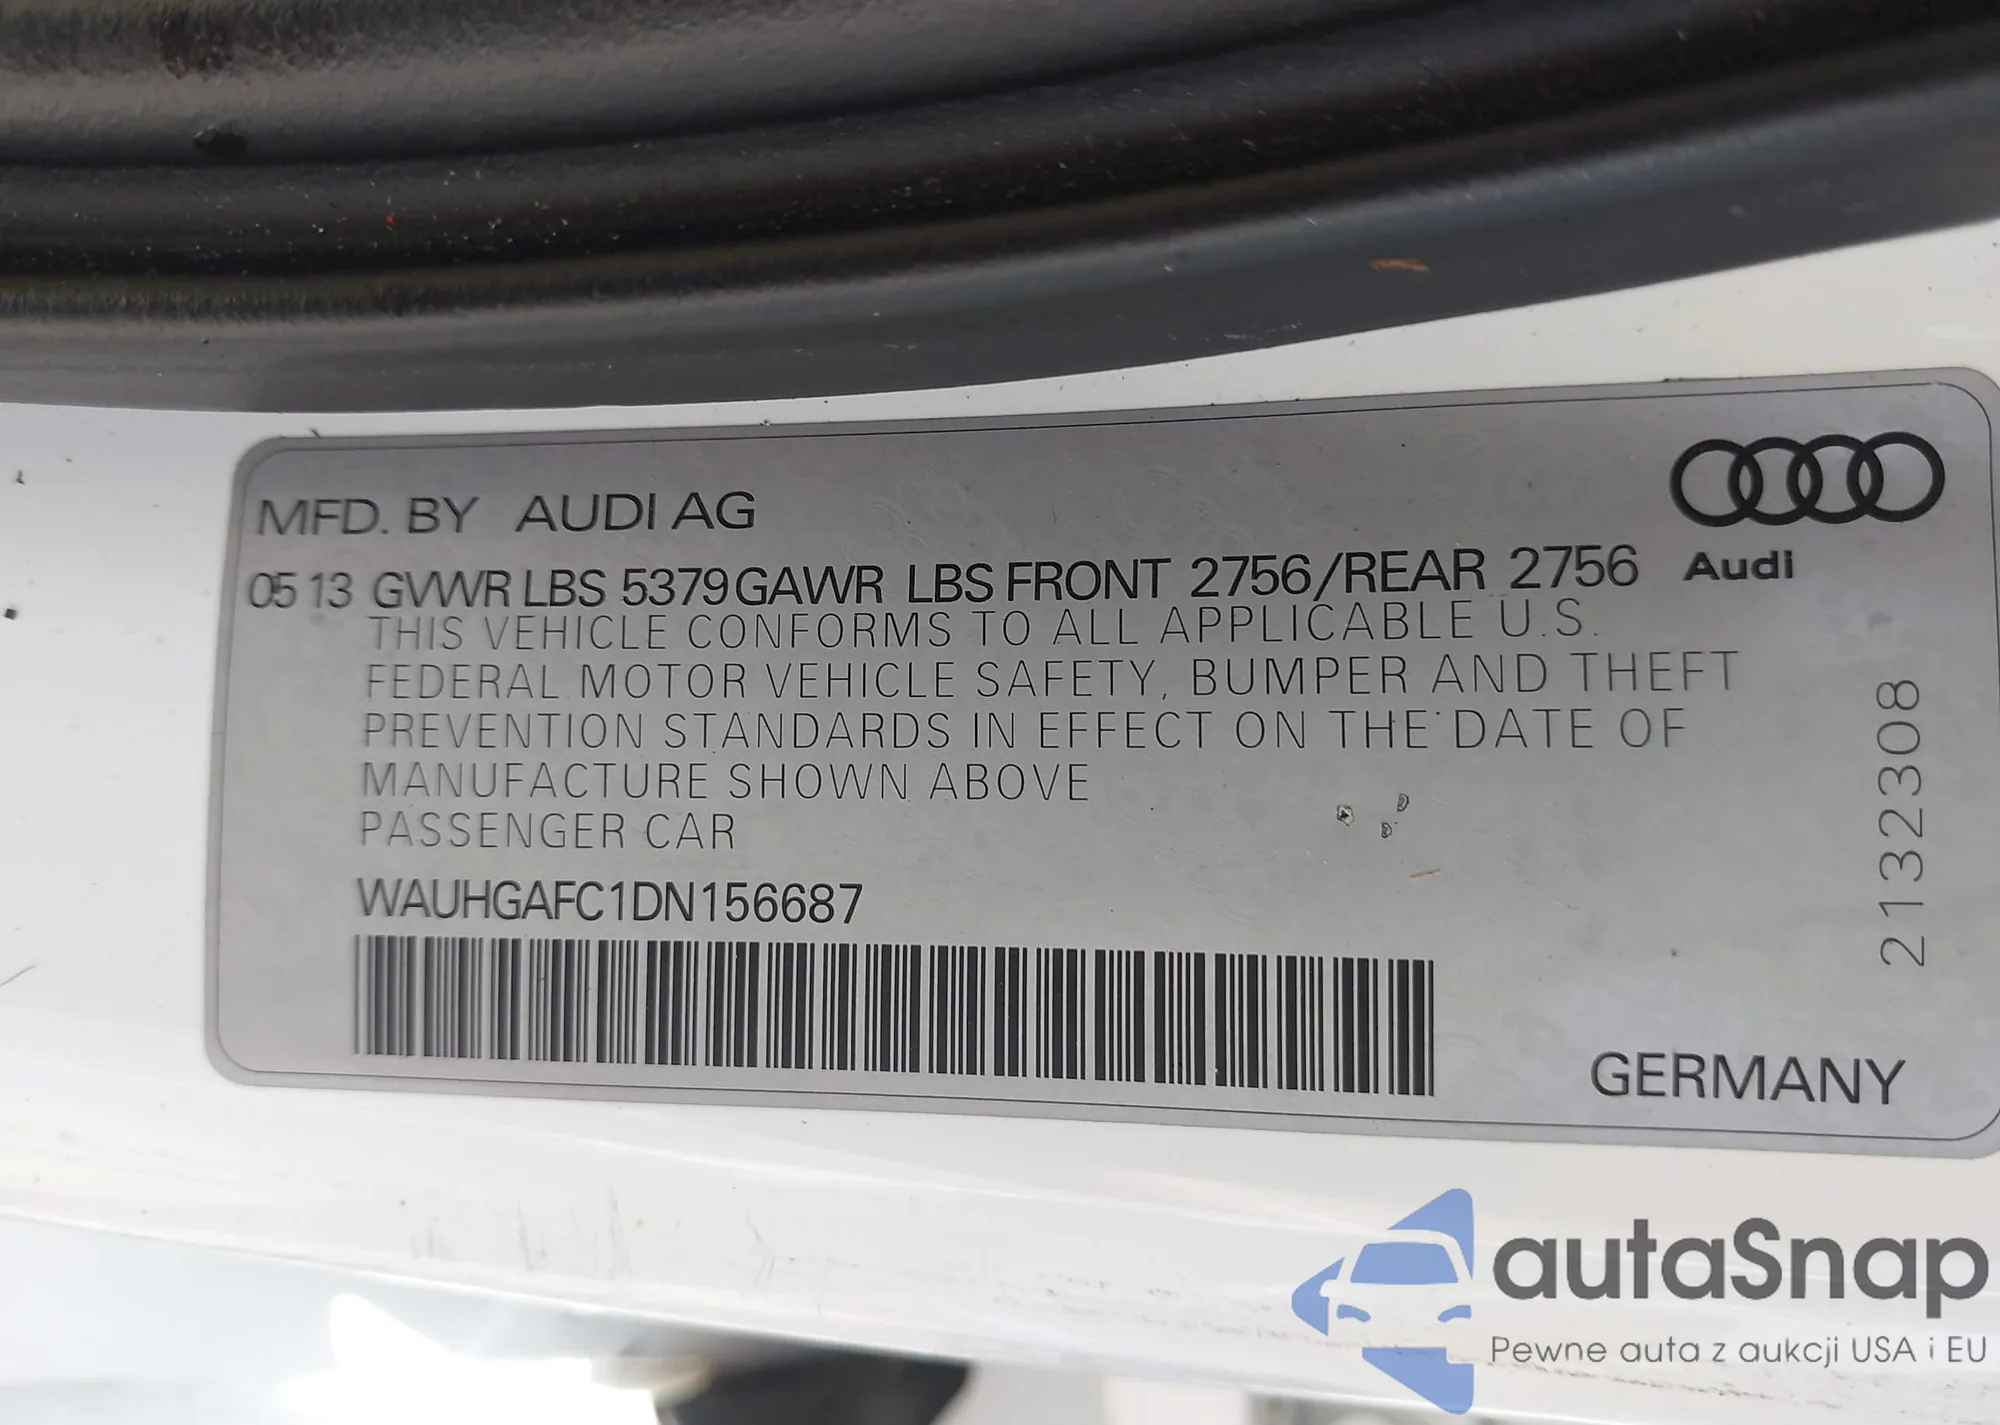 MFD. BY AUDI AG
Audi
05 13 GVWR LBS 5379 GAWR LBS FRONT 2756/REAR 2756
THIS VEHICLE CONFORMS TO ALL APPLICABLE U.S.
FEDERAL MOTOR VEHICLE SAFETY, BUMPER AND THEFT
PREVENTION STANDARDS IN EFFECT ON THE DATE OF
MANUFACTURE SHOWN ABOVE
PASSENGER CAR
WAUHGAFC1DN156687
2132308
GERMANY
autaSnap
Pewne auta z aukcji USA i EU